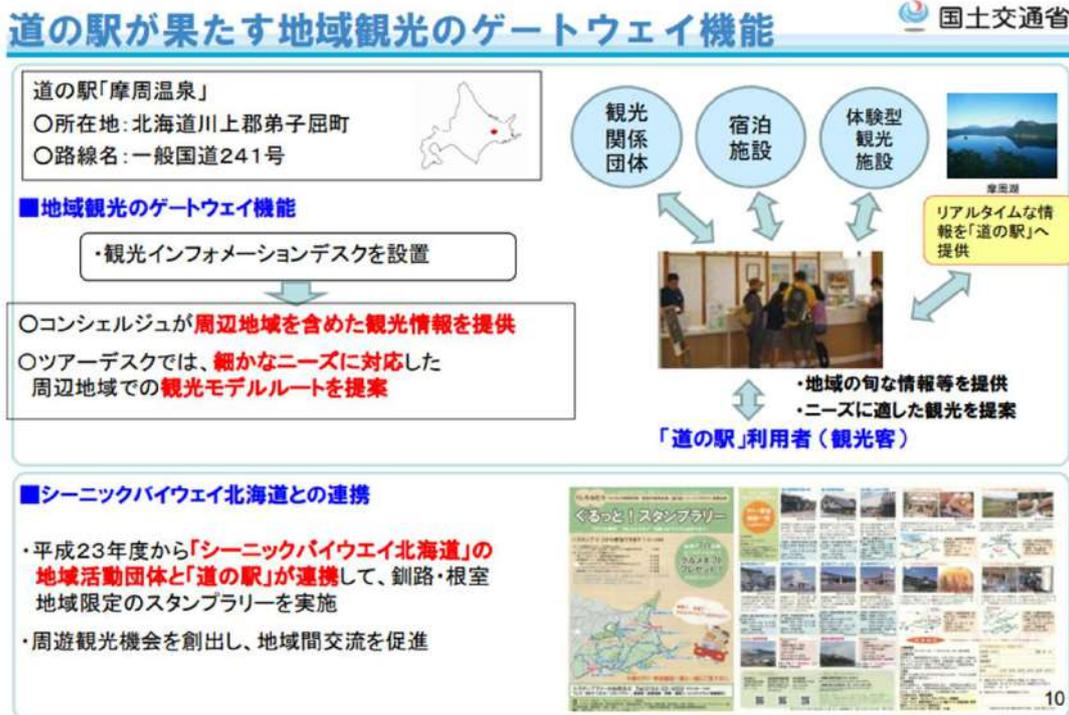 道の駅が果たす地域観光のゲートウェイ機能
国土交通省
道の駅「摩周温泉」
○所在地:北海道川上郡弟子屈町
○路線名:一般国道241号
■地域観光のゲートウェイ機能
・観光インフォメーションデスクを設置
○コンシェルジュが周辺地域を含めた観光情報を提供
○ツアーデスクでは、細かなニーズに対応した
周辺地域での観光モデルルートを提案
観光
関係
団体
宿泊
施設
体験型
観光
施設
摩周湖
リアルタイムな情
報を「道の駅」へ
提供
・地域の旬な情報等を提供
・ニーズに適した観光を提案
「道の駅」利用者(観光客)
■シーニックバイウェイ北海道との連携
・平成23年度から「シーニックバイウエイ北海道」の
地域活動団体と「道の駅」が連携して、釧路・根室
地域限定のスタンプラリーを実施
・周遊観光機会を創出し、地域間交流を促進
ぐるっと!スタンプラリー
10